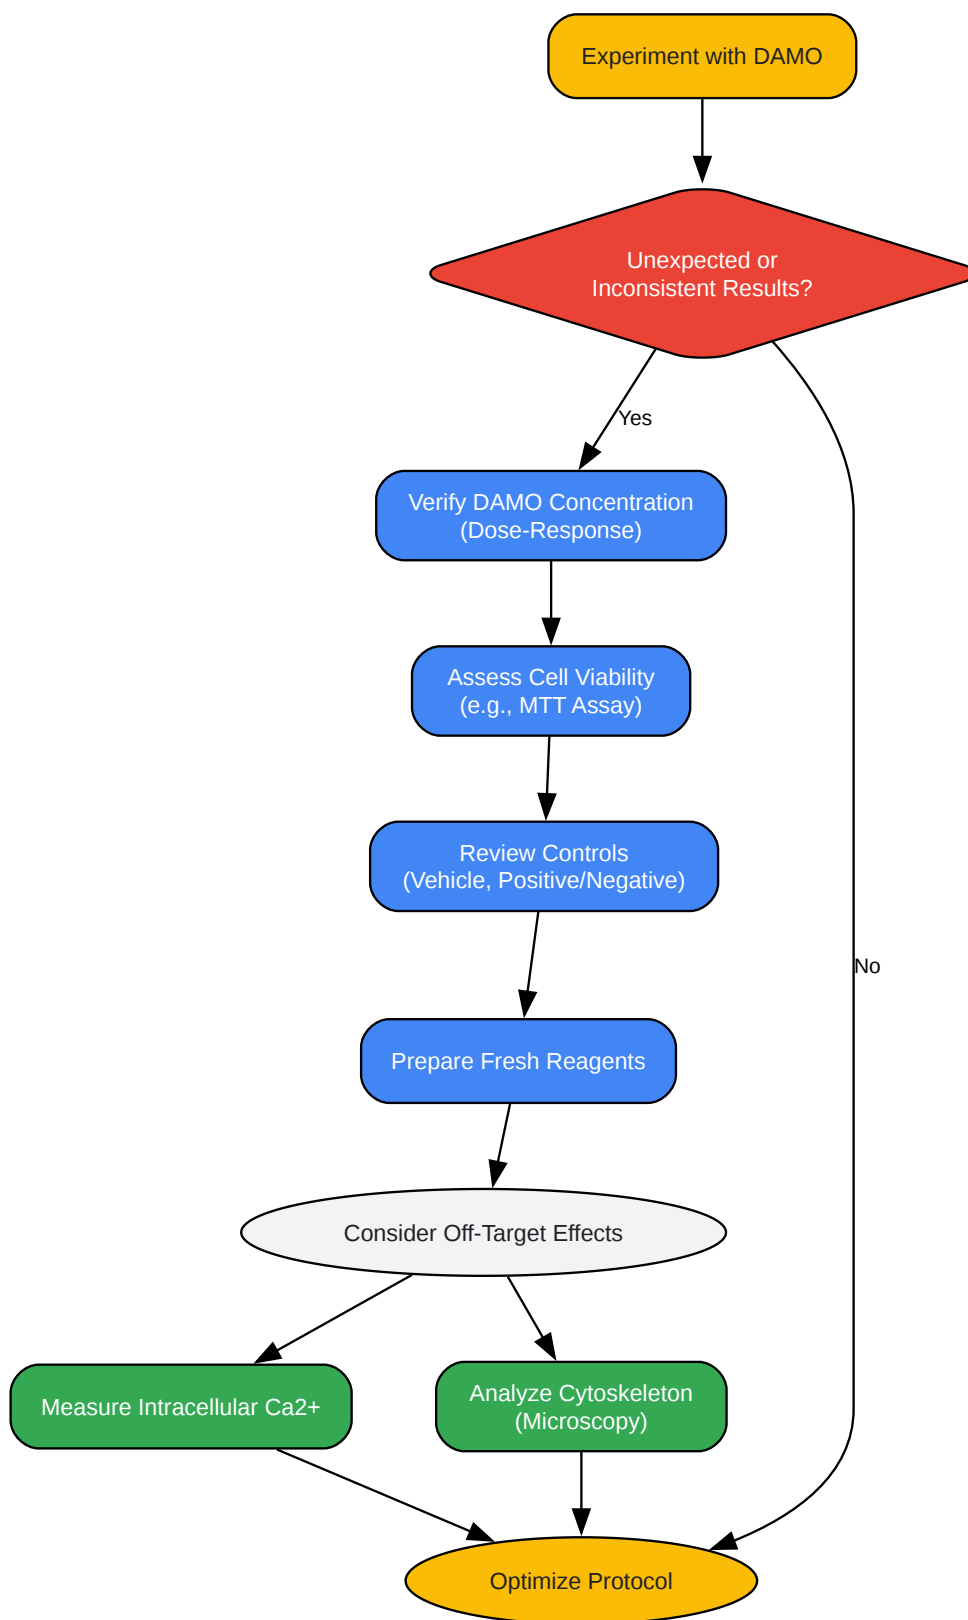 Experiment with DAMO
Unexpected or
Inconsistent Results?
Yes
Verify DAMO Concentration
(Dose-Response)
Assess Cell Viability
(e.g., MTT Assay)
Review Controls
(Vehicle, Positive/Negative)
No
Prepare Fresh Reagents
Consider Off-Target Effects
Measure Intracellular Ca2+
Analyze Cytoskeleton
(Microscopy)
Optimize Protocol